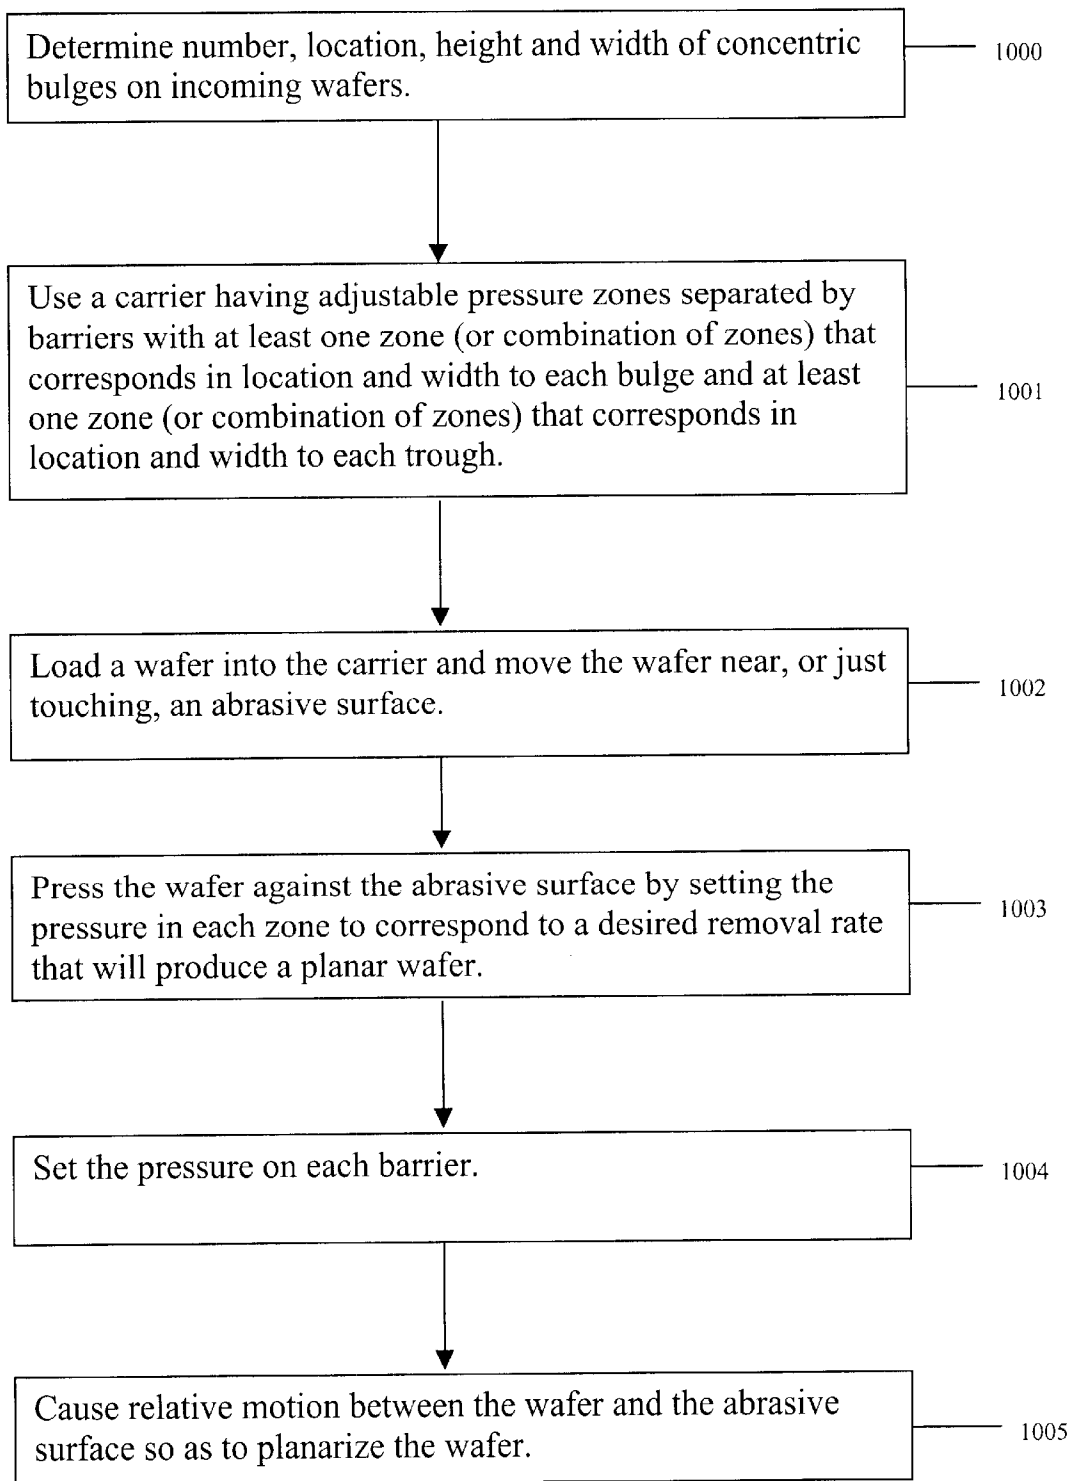 Determine number, location, height and width of concentric
bulges on incoming wafers.
1000
Use a carrier having adjustable pressure zones separated by
barriers with at least one zone (or combination of zones) that
corresponds in location and width to each bulge and at least
one zone (or combination of zones) that corresponds in
location and width to each trough.
1001
Load a wafer into the carrier and move the wafer near, or just
touching, an abrasive surface.
1002
Press the wafer against the abrasive surface by setting the
pressure in each zone to correspond to a desired removal rate
that will produce a planar wafer.
1003
Set the pressure on each barrier.
1004
Cause relative motion between the wafer and the abrasive
surface so as to planarize the wafer.
1005